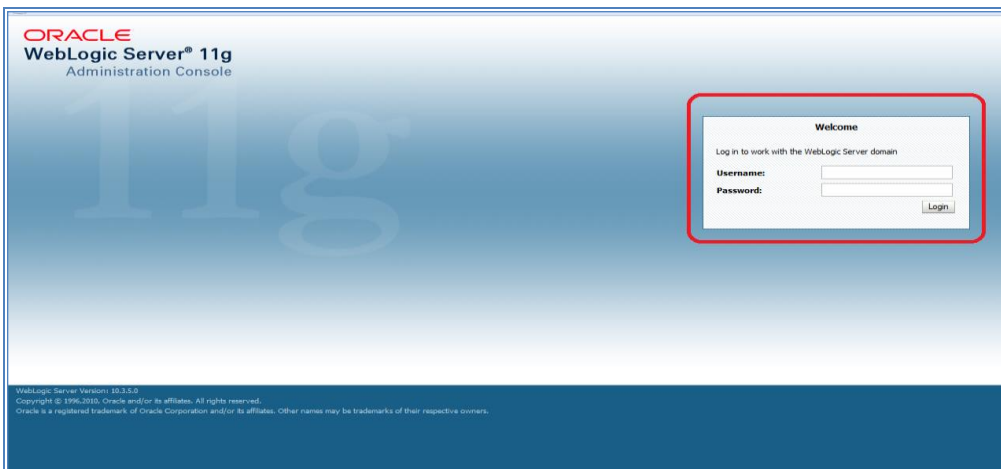 ORACLE
WebLogic Server® 11g
Administration Console
11g
Welcome
Log in to work with the WebLogic Server domain
Username:
Password:
Login
WebLogic Server Version: 10.3.5.0
Copyright © 1996,2010, Oracle and/or its affiliates. All rights reserved.
Oracle is a registered trademark of Oracle Corporation and/or its affiliates. Other names may be trademarks of their respective owners.